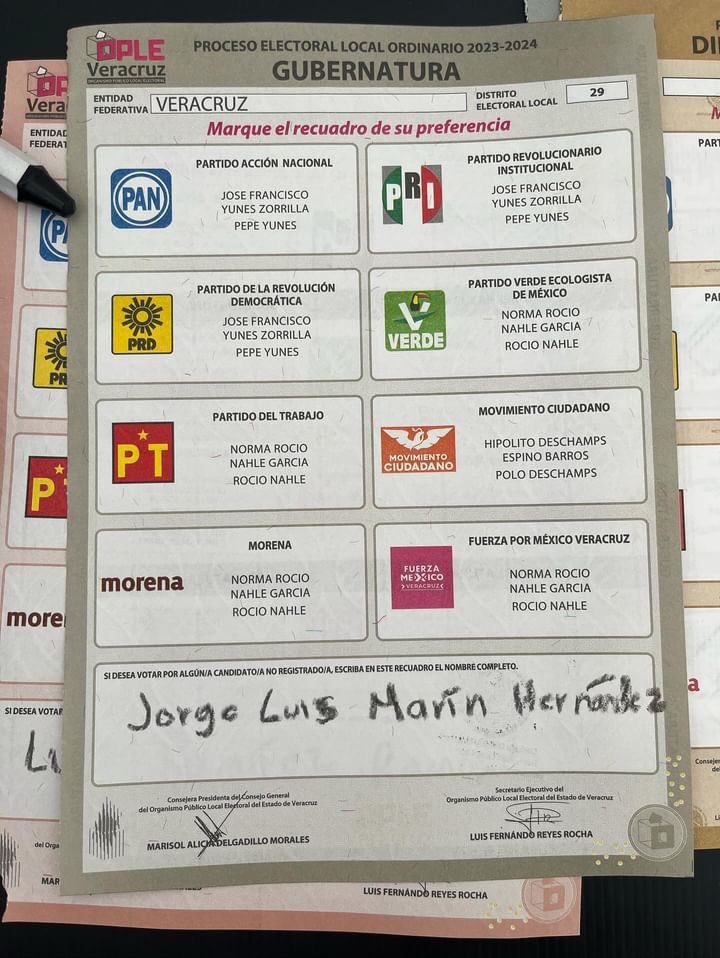 OPLE
Veracruz
ORGANISMO PÚBLICO LOCAL ELECTORAL
PROCESO ELECTORAL LOCAL ORDINARIO 2023-2024
GUBERNATURA
ENTIDAD
FEDERATIVA
VERACRUZ
DISTRITO
ELECTORAL LOCAL
29
Marque el recuadro de su preferencia
PAN
PARTIDO ACCIÓN NACIONAL
JOSE FRANCISCO
YUNES ZORRILLA
PEPE YUNES
PRI
PARTIDO REVOLUCIONARIO
INSTITUCIONAL
JOSE FRANCISCO
YUNES ZORRILLA
PEPE YUNES
PRD
PARTIDO DE LA REVOLUCIÓN
DEMOCRÁTICA
JOSE FRANCISCO
YUNES ZORRILLA
PEPE YUNES
VERDE
PARTIDO VERDE ECOLOGISTA
DE MÉXICO
NORMA ROCIO
NAHLE GARCIA
ROCIO NAHLE
PT
PARTIDO DEL TRABAJO
NORMA ROCIO
NAHLE GARCIA
ROCIO NAHLE
MOVIMIENTO
CIUDADANO
MOVIMIENTO CIUDADANO
HIPOLITO DESCHAMPS
ESPINO BARROS
POLO DESCHAMPS
morena
MORENA
NORMA ROCIO
NAHLE GARCIA
ROCIO NAHLE
FUERZA
MEXICO
VERACRUZ
FUERZA POR MÉXICO VERACRUZ
NORMA ROCIO
NAHLE GARCIA
ROCIO NAHLE
SI DESEA VOTAR POR ALGÚN/A CANDIDATO/A NO REGISTRADO/A, ESCRIBA EN ESTE RECUADRO EL NOMBRE COMPLETO.
Jorge Luis Marín Hernández
Consejera Presidenta del Consejo General
del Organismo Público Local Electoral del Estado de Veracruz
MARISOL ALICIA DELGADILLO MORALES
Secretario Ejecutivo del
Organismo Público Local Electoral del Estado de Veracruz
LUIS FERNANDO REYES ROCHA
LUIS FERNANDO REYES ROCHA
SI DESEA VOTAR